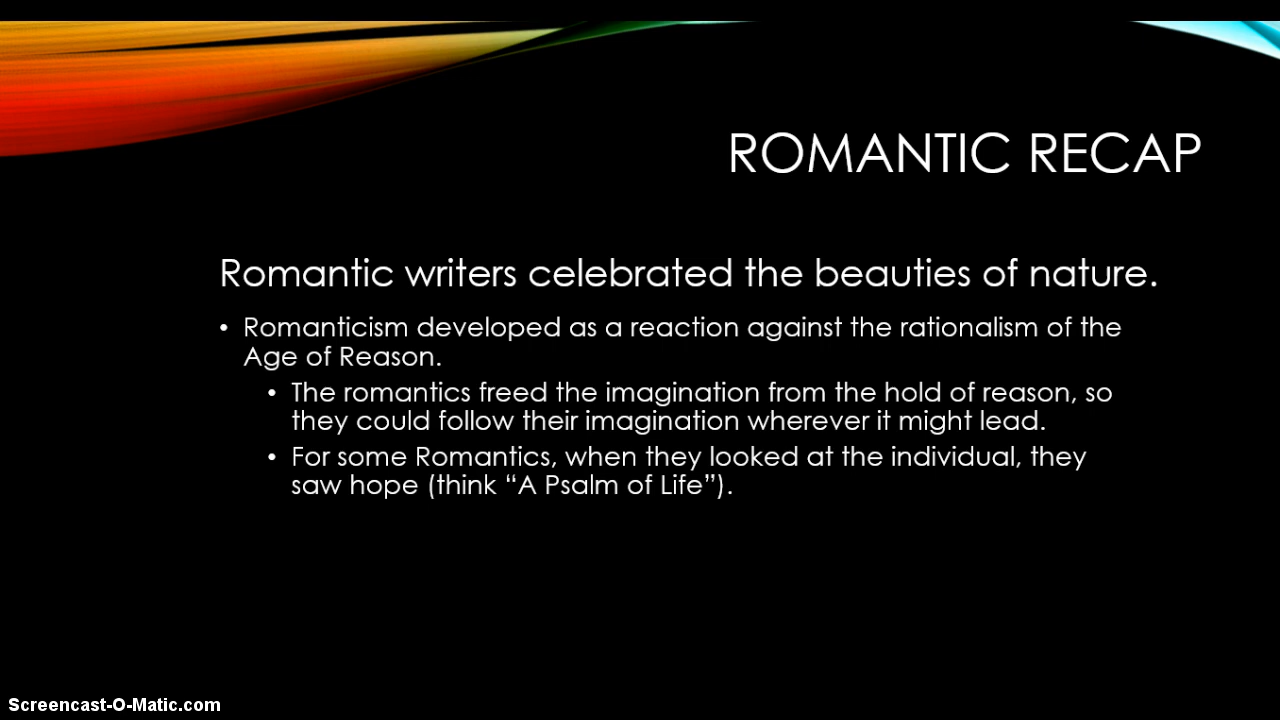 ROMANTIC RECAP
Romantic writers celebrated the beauties of nature.
• Romanticism developed as a reaction against the rationalism of the
Age of Reason.
• The romantics freed the imagination from the hold of reason, so
they could follow their imagination wherever it might lead.
• For some Romantics, when they looked at the individual, they
saw hope (think “A Psalm of Life”).
Screencast-O-Matic.com